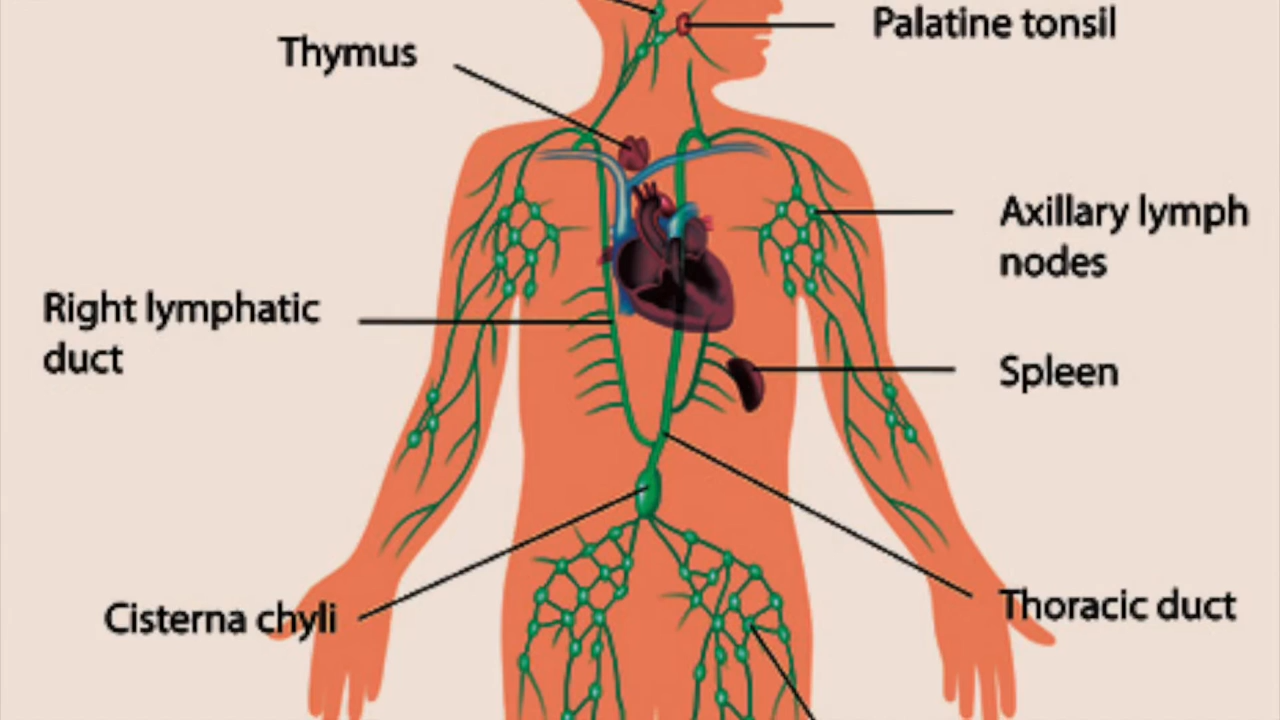 Palatine tonsil
Thymus
Axillary lymph
nodes
Right lymphatic
duct
Spleen
Cisterna chyli
Thoracic duct